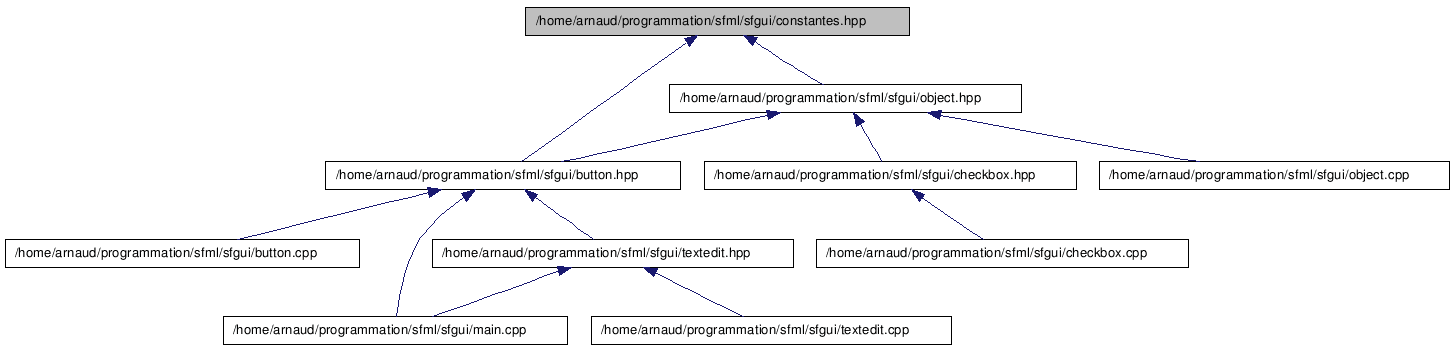 /home/arnaud/programmation/sfml/sfgui/constantes.hpp
/home/arnaud/programmation/sfml/sfgui/object.hpp
/home/arnaud/programmation/sfml/sfgui/button.hpp
/home/arnaud/programmation/sfml/sfgui/checkbox.hpp
/home/arnaud/programmation/sfml/sfgui/object.cpp
/home/arnaud/programmation/sfml/sfgui/button.cpp
/home/arnaud/programmation/sfml/sfgui/textedit.hpp
/home/arnaud/programmation/sfml/sfgui/checkbox.cpp
/home/arnaud/programmation/sfml/sfgui/main.cpp
/home/arnaud/programmation/sfml/sfgui/textedit.cpp